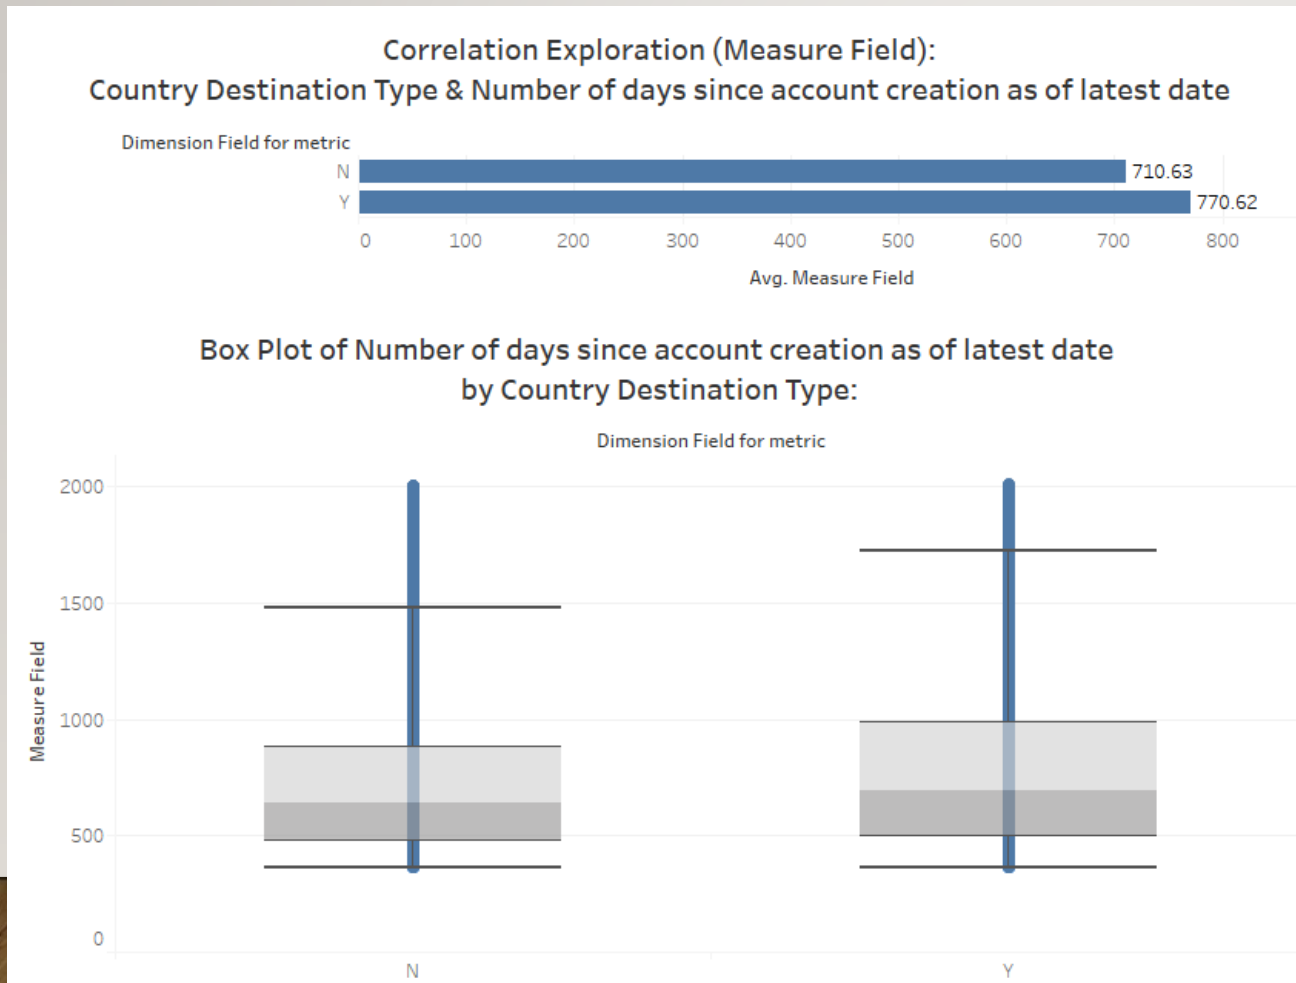 Correlation Exploration (Measure Field):
Country Destination Type & Number of days since account creation as of latest date
Dimension Field for metric
N 710.63
Y 770.62
0 100 200 300 400 500 600 700 800
Avg. Measure Field
Box Plot of Number of days since account creation as of latest date
by Country Destination Type:
Dimension Field for metric
2000
1500
1000
500
0
Measure Field
N Y